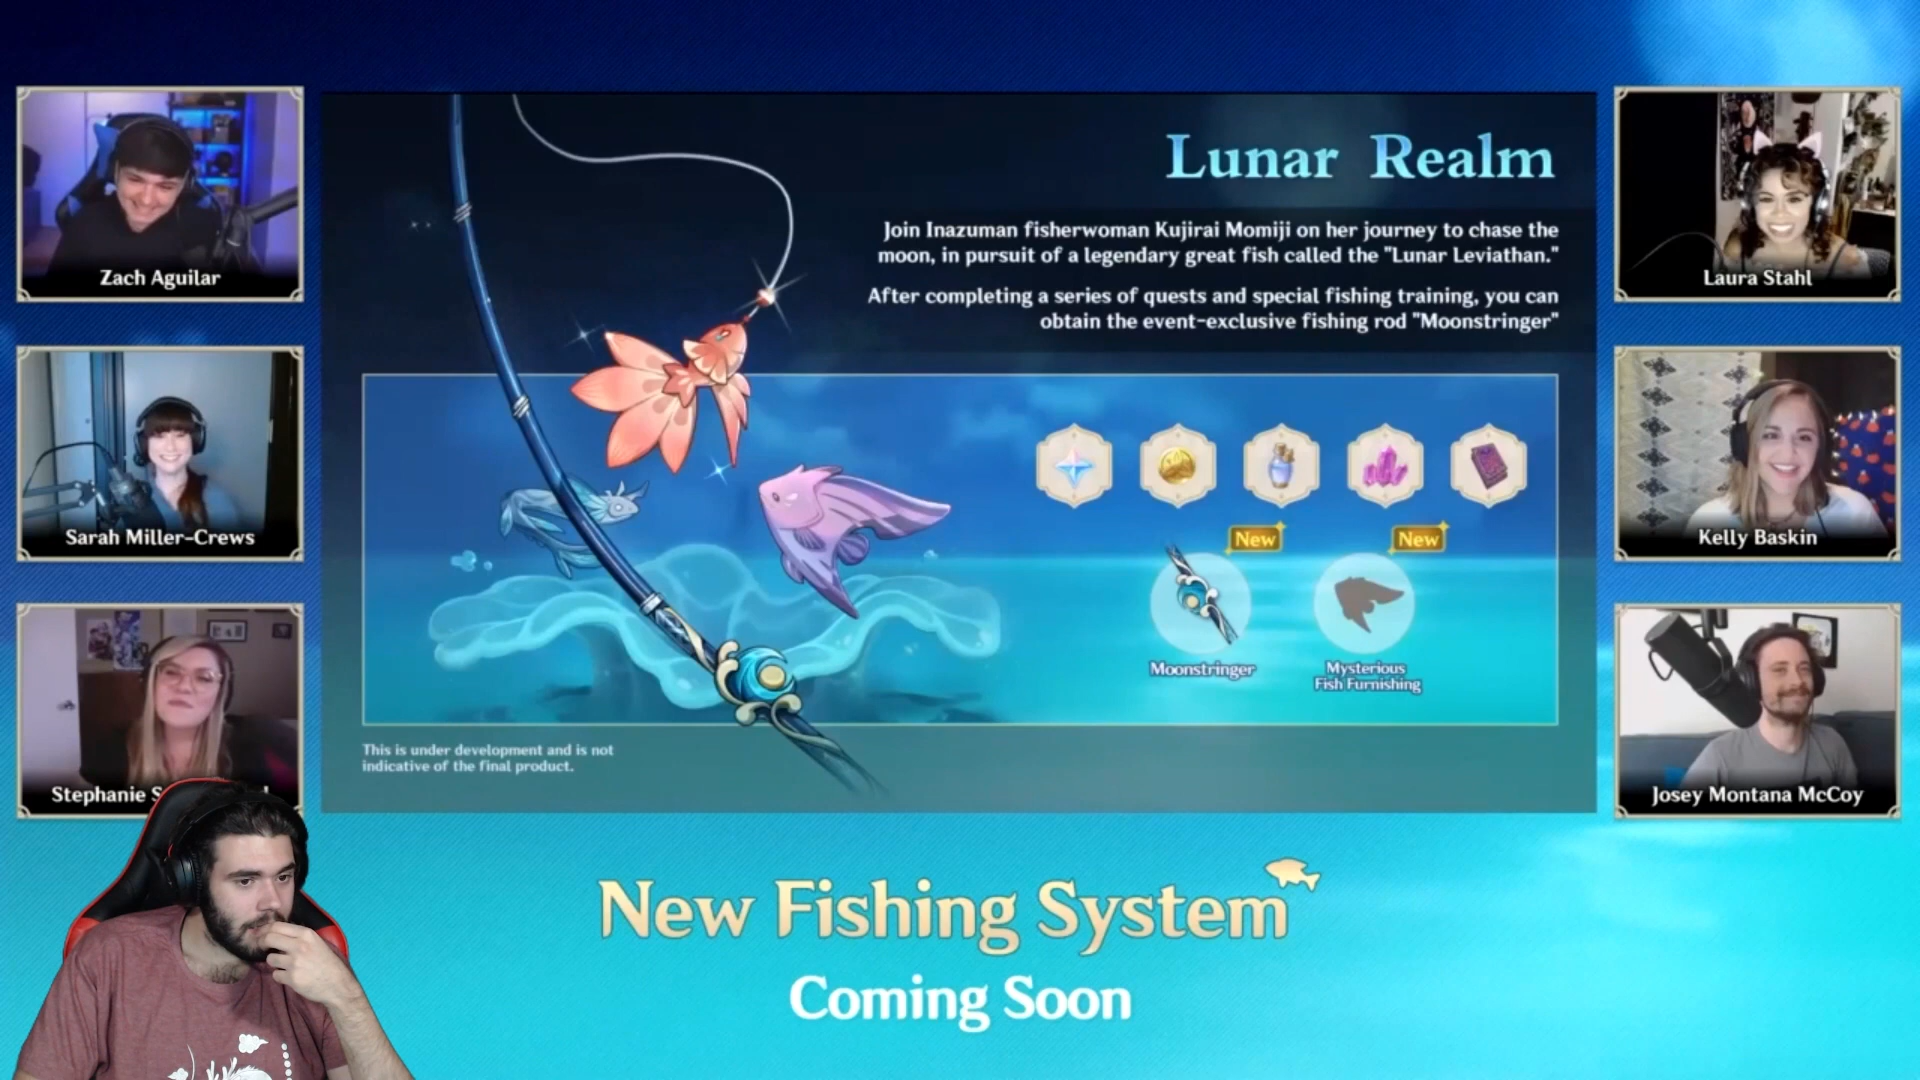 Zach Aguilar
Sarah Miller-Crews
Stephanie
Lunar Realm
Join Inazuman fisherwoman Kujirai Momiji on her journey to chase the
moon, in pursuit of a legendary great fish called the "Lunar Leviathan."
After completing a series of quests and special fishing training, you can
obtain the event-exclusive fishing rod "Moonstringer"
New
New
Moonstringer
Mysterious
Fish Furnishing
This is under development and is not
indicative of the final product.
Laura Stahl
Kelly Baskin
Josey Montana McCoy
New Fishing System
Coming Soon